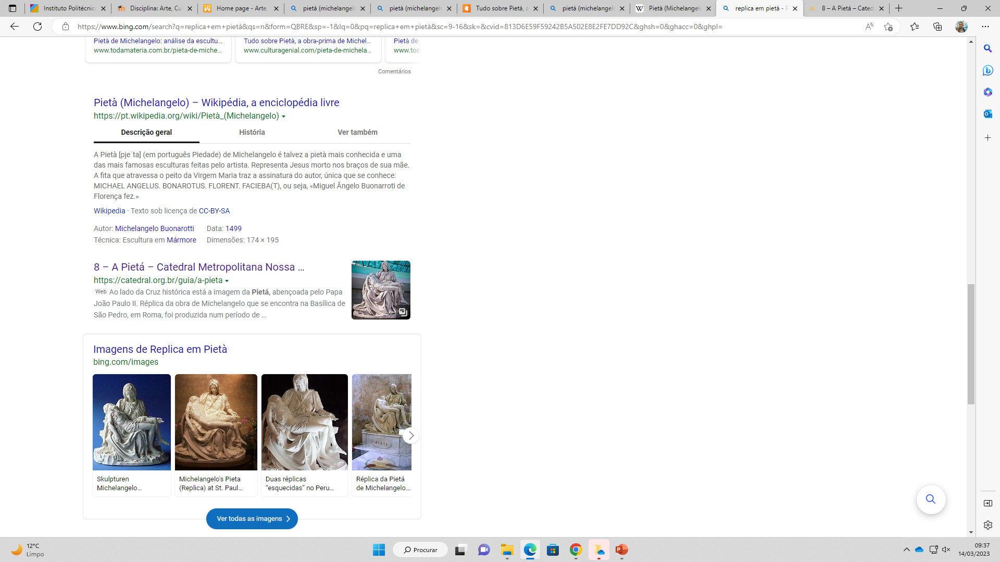 Instituto Politécnico
Disciplina: Arte, Cul
Home page - Arte,
pietà (michelangelo
pietà (michelangelo
Tudo sobre Pietà, a
pietà (michelangelo
Pietà (Michelangelo
replica em pietà - P
8 – A Pietá – Cated
https://www.bing.com/search?q=replica+em+pietà&qs=n&form=QBRE&sp=-1&lq=0&pq=replica+em+pietà&sc=9-16&sk=&cvid=813D6E59F59242B5A502E8E2FE7DD92C&ghsh=0&ghacc=0&ghpl=
Pietà de Michelangelo: análise da escultu...
www.todamateria.com.br/pieta-de-miche...
Tudo sobre Pietà, a obra-prima de Michel...
www.culturagenial.com/pieta-de-michela...
Pietà de
www.tod
Comentários
Pietà (Michelangelo) – Wikipédia, a enciclopédia livre
https://pt.wikipedia.org/wiki/Pietà_(Michelangelo)
Descrição geral
História
Ver também
A Pietà [pjeˈta] (em português Piedade) de Michelangelo é talvez a pietà mais conhecida e uma
das mais famosas esculturas feitas pelo artista. Representa Jesus morto nos braços de sua mãe.
A fita que atravessa o peito da Virgem Maria traz a assinatura do autor, única que se conhece:
MICHAEL ANGELUS. BONAROTUS. FLORENT. FACIEBA(T), ou seja, «Miguel Ângelo Buonarroti de
Florença fez.»
Wikipedia · Texto sob licença de CC-BY-SA
Autor: Michelangelo Buonarotti
Data: 1499
Técnica: Escultura em Mármore
Dimensões: 174 × 195
8 – A Pietá – Catedral Metropolitana Nossa ...
https://catedral.org.br/guia/a-pieta
Web Ao lado da Cruz histórica está a imagem da Pietá, abençoada pelo Papa
João Paulo II. Réplica da obra de Michelangelo que se encontra na Basílica de
São Pedro, em Roma, foi produzida num período de ...
Imagens de Replica em Pietà
bing.com/images
PIETÀ
Skulpturen
Michelangelo...
Michelangelo's Pieta
(Replica) at St. Paul...
Duas réplicas
“esquecidas” no Peru...
Réplica da Pietá
de Michelangelo...
Ver todas as imagens
12°C
Limpo
Procurar
09:37
14/03/2023